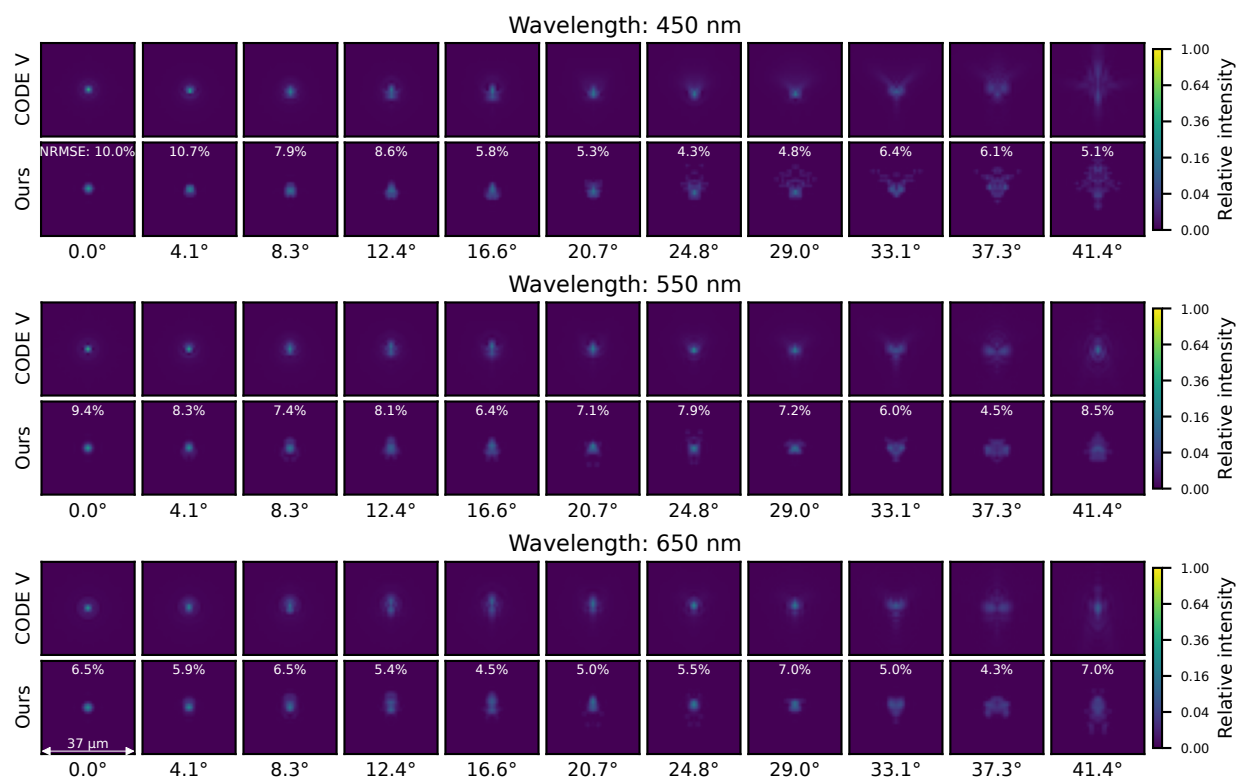 Wavelength: 450 nm
CODE V
1.00
0.64
0.36
0.16
0.04
0.00
Relative intensity
Ours
NRMSE: 10.0% 10.7% 7.9% 8.6% 5.8% 5.3% 4.3% 4.8% 6.4% 6.1% 5.1%
0.0° 4.1° 8.3° 12.4° 16.6° 20.7° 24.8° 29.0° 33.1° 37.3° 41.4°
Wavelength: 550 nm
CODE V
1.00
0.64
0.36
0.16
0.04
0.00
Relative intensity
Ours
9.4% 8.3% 7.4% 8.1% 6.4% 7.1% 7.9% 7.2% 6.0% 4.5% 8.5%
0.0° 4.1° 8.3° 12.4° 16.6° 20.7° 24.8° 29.0° 33.1° 37.3° 41.4°
Wavelength: 650 nm
CODE V
1.00
0.64
0.36
0.16
0.04
0.00
Relative intensity
Ours
6.5% 5.9% 6.5% 5.4% 4.5% 5.0% 5.5% 7.0% 5.0% 4.3% 7.0%
37 µm
0.0° 4.1° 8.3° 12.4° 16.6° 20.7° 24.8° 29.0° 33.1° 37.3° 41.4°